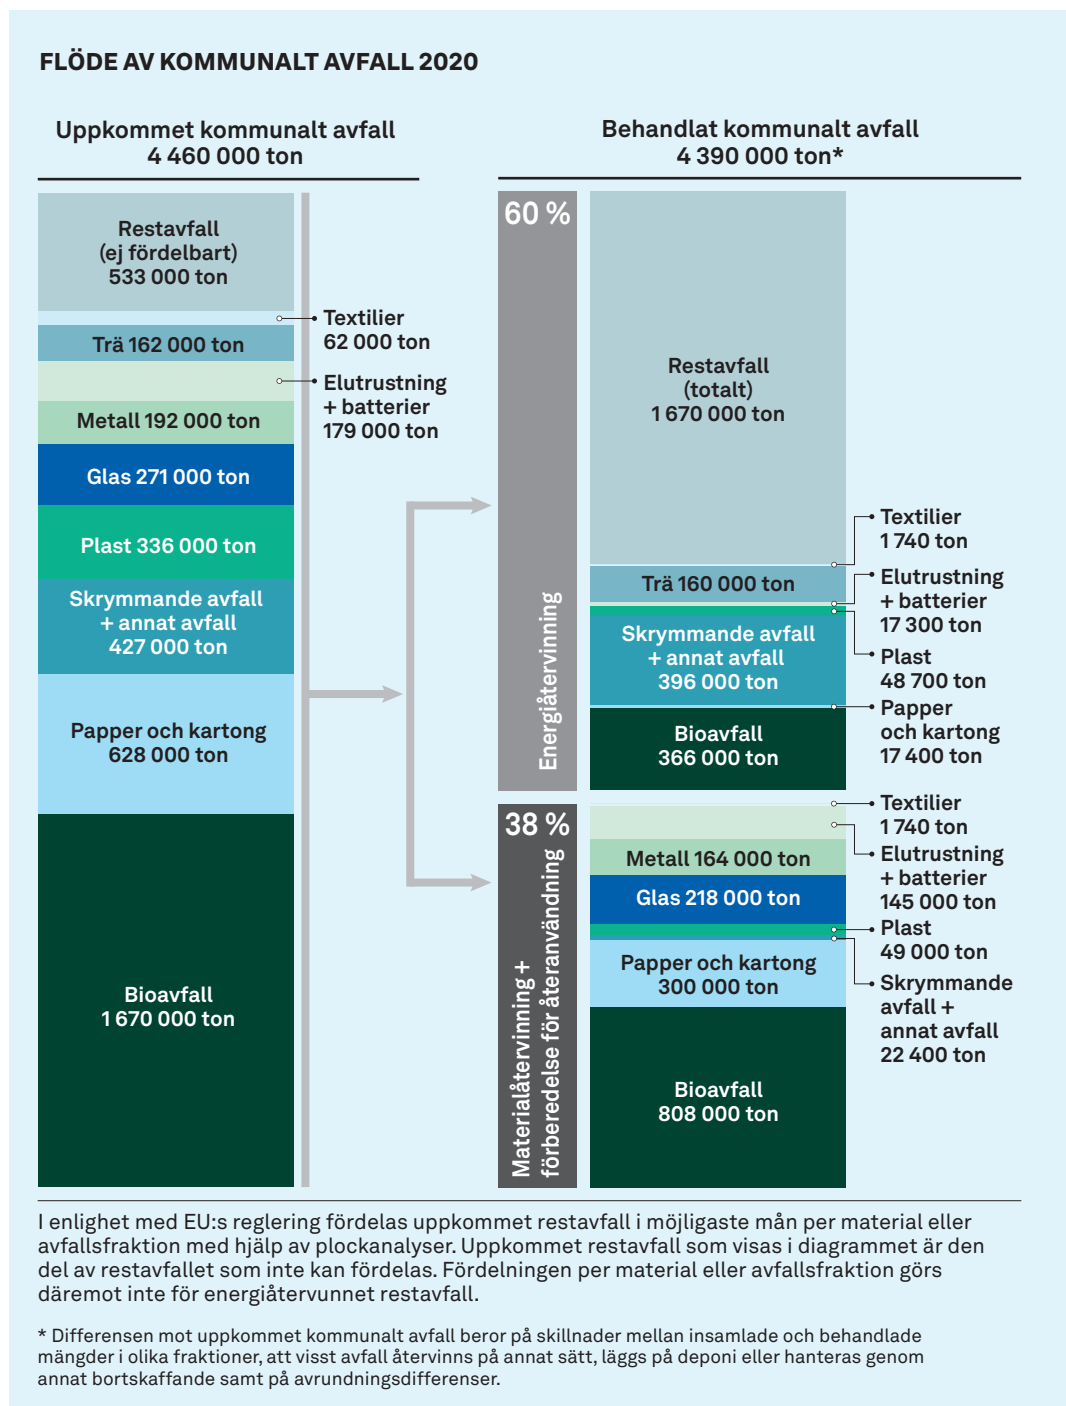 FLÖDE AV KOMMUNALT AVFALL 2020
Uppkommet kommunalt avfall
4 460 000 ton
Restavfall
(ej fördelbart)
533 000 ton
Textilier
62 000 ton
Trä 162 000 ton
Elutrustning
+ batterier
179 000 ton
Metall 192 000 ton
Glas 271 000 ton
Plast 336 000 ton
Skrymmande avfall
+ annat avfall
427 000 ton
Papper och kartong
628 000 ton
Bioavfall
1 670 000 ton
Behandlat kommunalt avfall
4 390 000 ton*
60 %
Energiåtervinning
Restavfall
(totalt)
1 670 000 ton
Textilier
1 740 ton
Trä 160 000 ton
Elutrustning
+ batterier
17 300 ton
Plast
48 700 ton
Skrymmande avfall
+ annat avfall
396 000 ton
Papper
och kartong
17 400 ton
Bioavfall
366 000 ton
38 %
Materialåtervinning +
förberedelse för återanvändning
Textilier
1 740 ton
Elutrustning
+ batterier
145 000 ton
Metall 164 000 ton
Glas 218 000 ton
Plast
49 000 ton
Skrymmande
avfall +
annat avfall
22 400 ton
Papper och kartong
300 000 ton
Bioavfall
808 000 ton
I enlighet med EU:s reglering fördelas uppkommet restavfall i möjligaste mån per material eller
avfallsfraktion med hjälp av plockanalyser. Uppkommet restavfall som visas i diagrammet är den
del av restavfallet som inte kan fördelas. Fördelningen per material eller avfallsfraktion görs
däremot inte för energiåtervunnet restavfall.
* Differensen mot uppkommet kommunalt avfall beror på skillnader mellan insamlade och behandlade
mängder i olika fraktioner, att visst avfall återvinns på annat sätt, läggs på deponi eller hanteras genom
annat bortskaffande samt på avrundningsdifferenser.